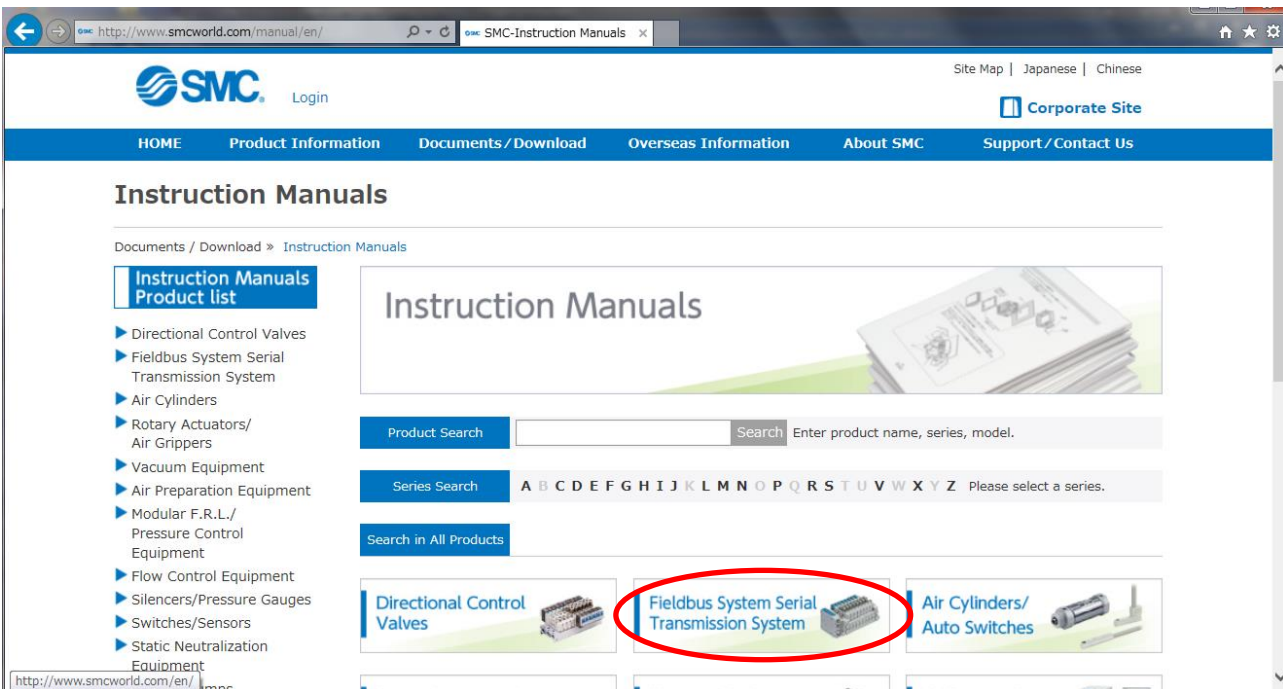 http://www.smcworld.com/manual/en/
SMC-Instruction Manuals
Site Map | Japanese | Chinese
SMC.
Login
Corporate Site
HOME Product Information Documents/Download Overseas Information About SMC Support/Contact Us
Instruction Manuals
Documents / Download » Instruction Manuals
Instruction Manuals
Product list
Directional Control Valves
Fieldbus System Serial
Transmission System
Air Cylinders
Rotary Actuators/
Air Grippers
Vacuum Equipment
Air Preparation Equipment
Modular F.R.L./
Pressure Control
Equipment
Flow Control Equipment
Silencers/Pressure Gauges
Switches/Sensors
Static Neutralization
Equipment
Instruction Manuals
Product Search Search Enter product name, series, model.
Series Search A B C D E F G H I J K L M N O P Q R S T U V W X Y Z Please select a series.
Search in All Products
Directional Control
Valves
Fieldbus System Serial
Transmission System
Air Cylinders/
Auto Switches
http://www.smcworld.com/en/